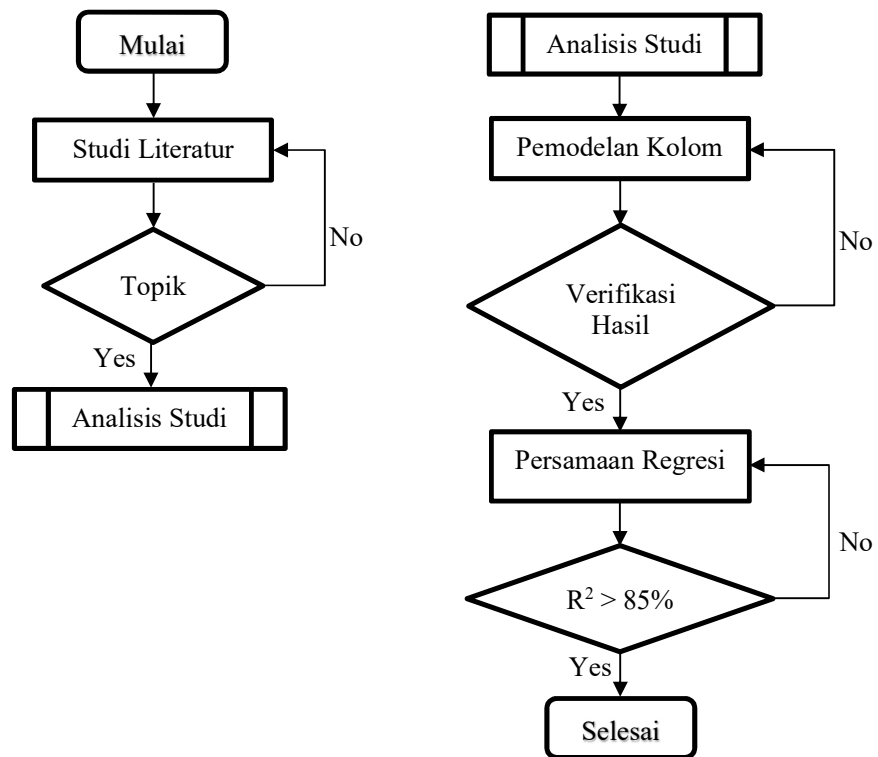 Mulai
Studi Literatur
No
Topik
Yes
Analisis Studi
Analisis Studi
Pemodelan Kolom
No
Verifikasi
Hasil
Yes
Persamaan Regresi
No
R² > 85%
Yes
Selesai